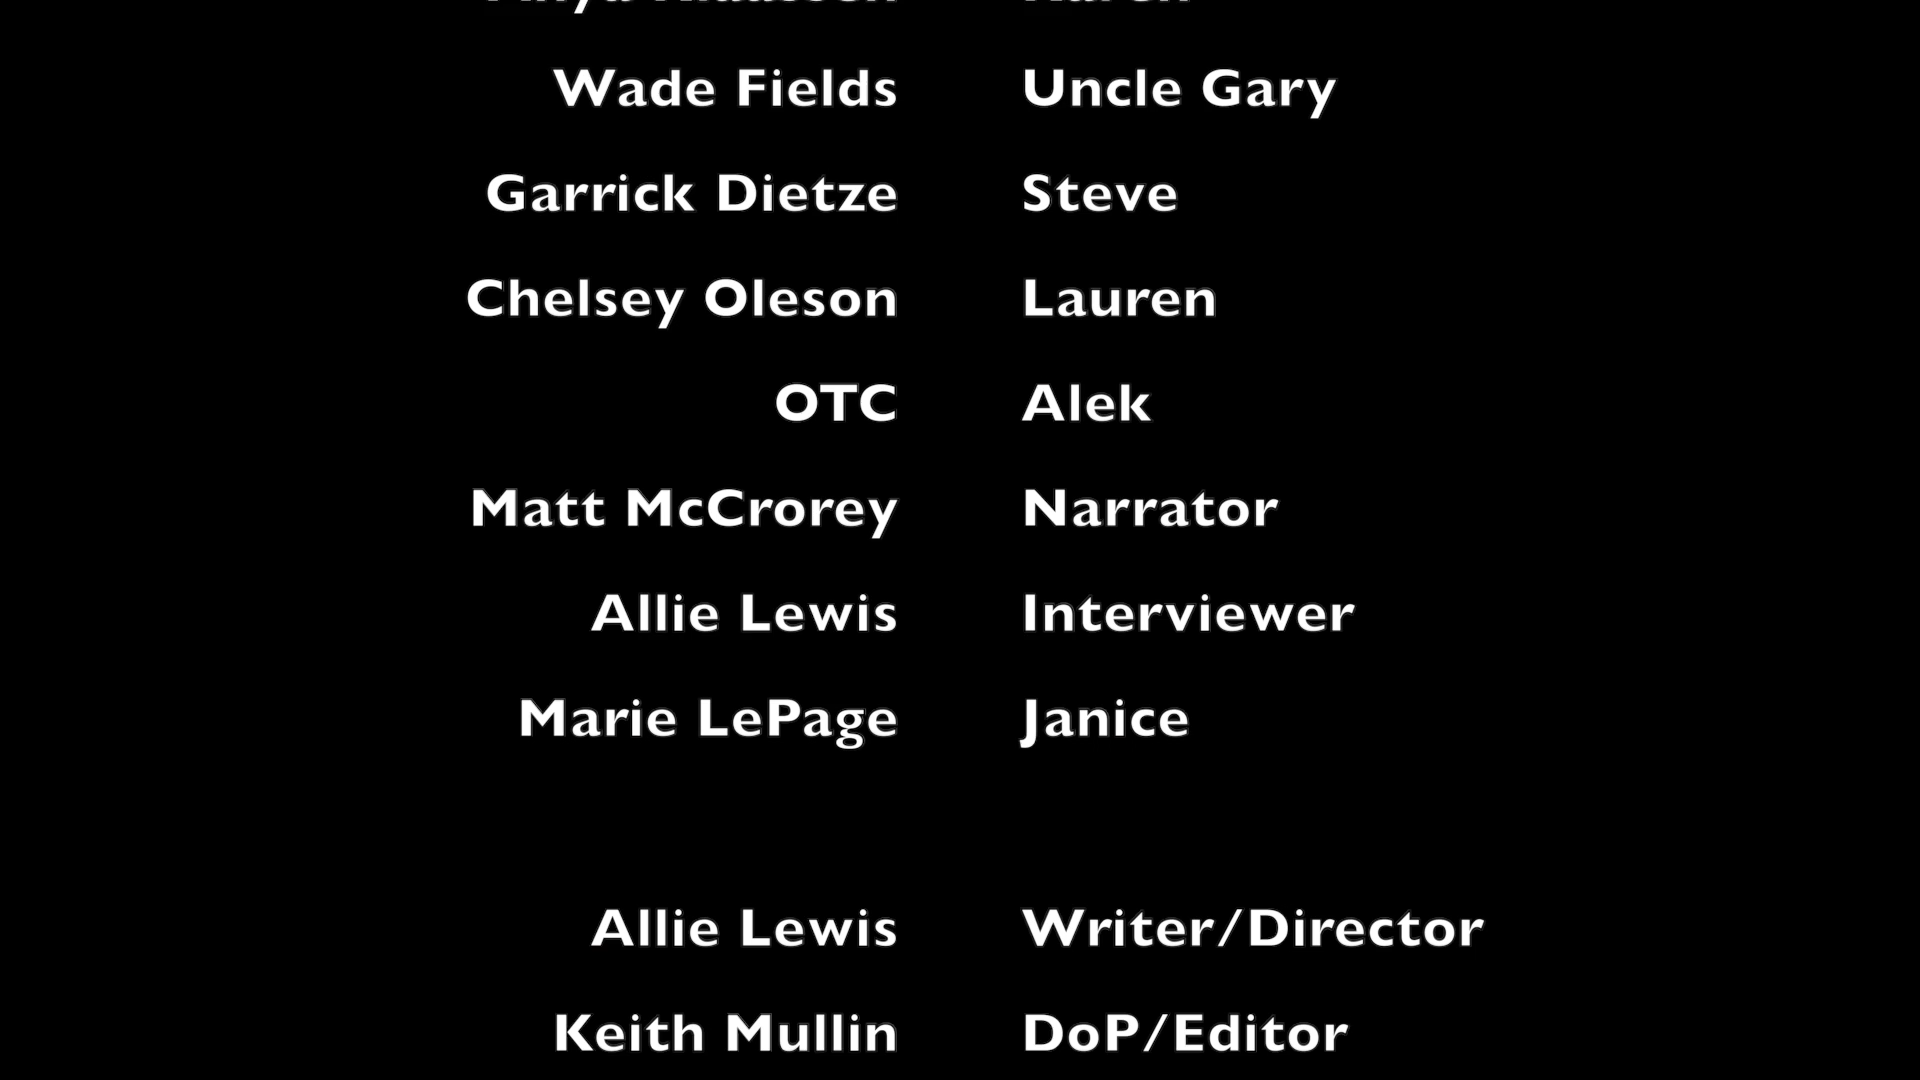 Wade Fields Uncle Gary
Garrick Dietze Steve
Chelsey Oleson Lauren
OTC Alek
Matt McCrorey Narrator
Allie Lewis Interviewer
Marie LePage Janice
Allie Lewis Writer/Director
Keith Mullin DoP/Editor